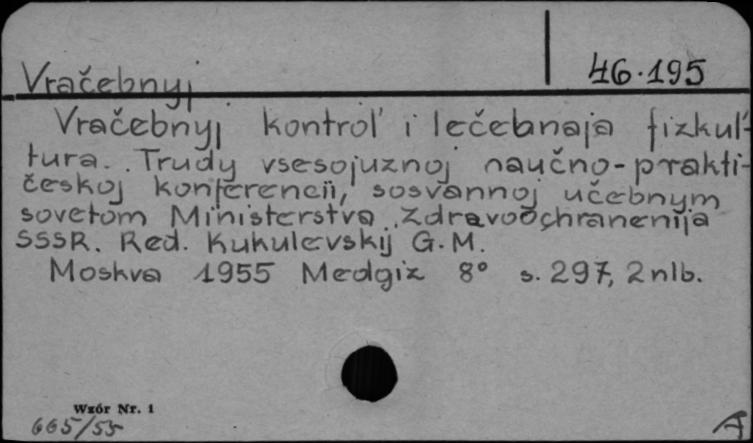 46.195
Vračebnyj
Vračebnyj kontrol' i lečebnaja fizkul'-
tura. Trudy vsesojuznoj naučno-prakti-
českoj konferencii, sosvannoj učebnym
sovetom Ministerstva Zdravoochranenija
SSSR. Red. Kukulevskij G.M.
Moskva 1955 Medgiz 8° s. 297, 2 nlb.
Wzór Nr. 1
665/55
A